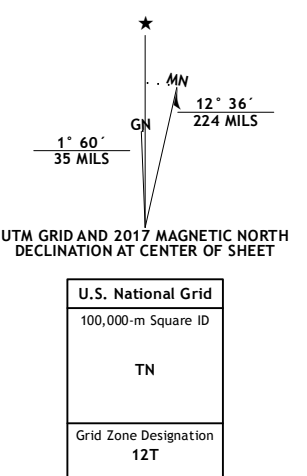 ★
MN
GN
12° 36´
224 MILS
1° 60´
35 MILS
UTM GRID AND 2017 MAGNETIC NORTH
DECLINATION AT CENTER OF SHEET
U.S. National Grid
100,000-m Square ID
TN
Grid Zone Designation
12T